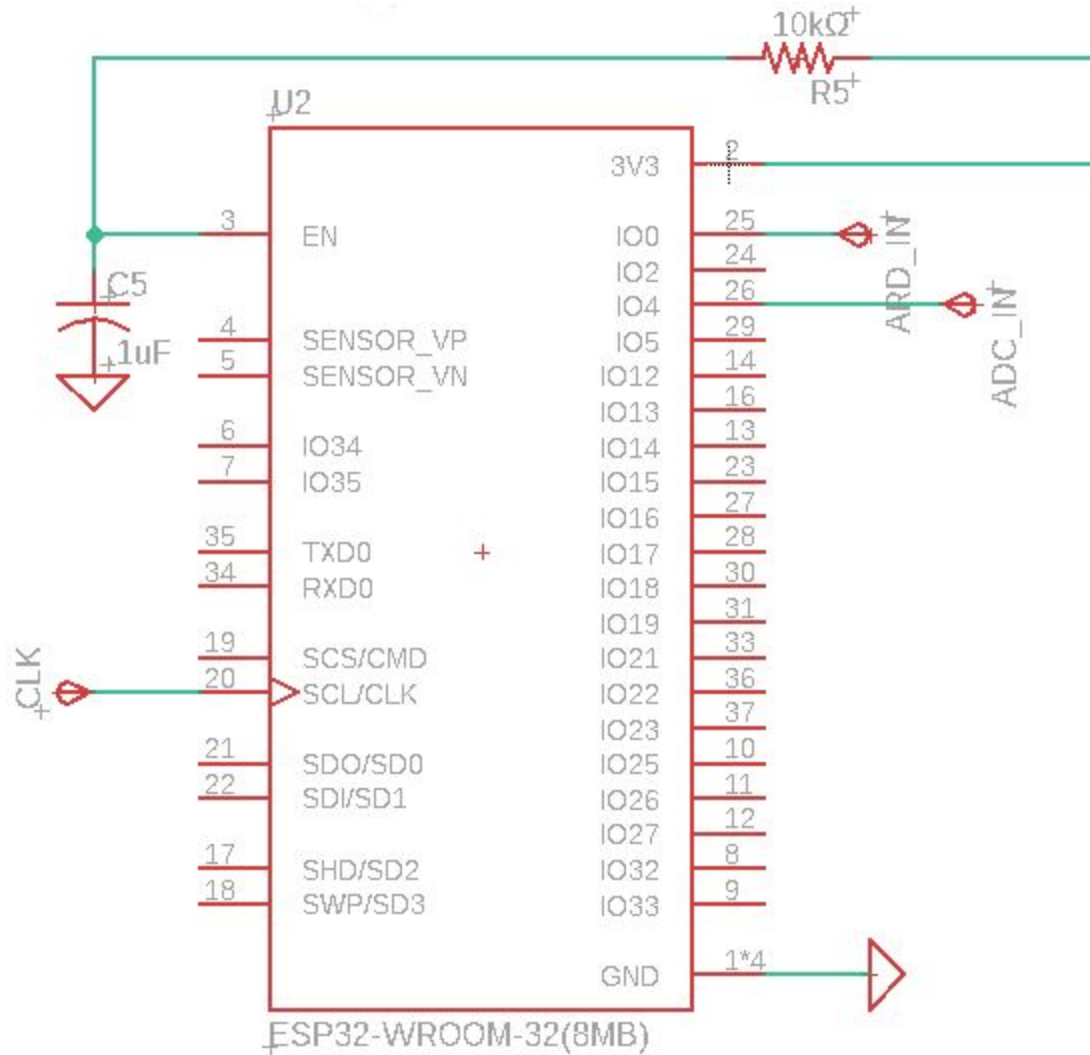 10kΩ
R5
U2
3V3
2
3
EN
IO0
25
ARD_IN
IO2
24
C5
IO4
26
ADC_IN
1uF
4
SENSOR_VP
IO5
29
5
SENSOR_VN
IO12
14
IO13
16
6
IO34
IO14
13
7
IO35
IO15
23
IO16
27
35
TXD0
IO17
28
34
RXD0
IO18
30
IO19
31
19
SCS/CMD
IO21
33
CLK
20
SCL/CLK
IO22
36
IO23
37
21
SDO/SD0
IO25
10
22
SDI/SD1
IO26
11
IO27
12
17
SHD/SD2
IO32
8
18
SWP/SD3
IO33
9
GND
1*4
ESP32-WROOM-32(8MB)